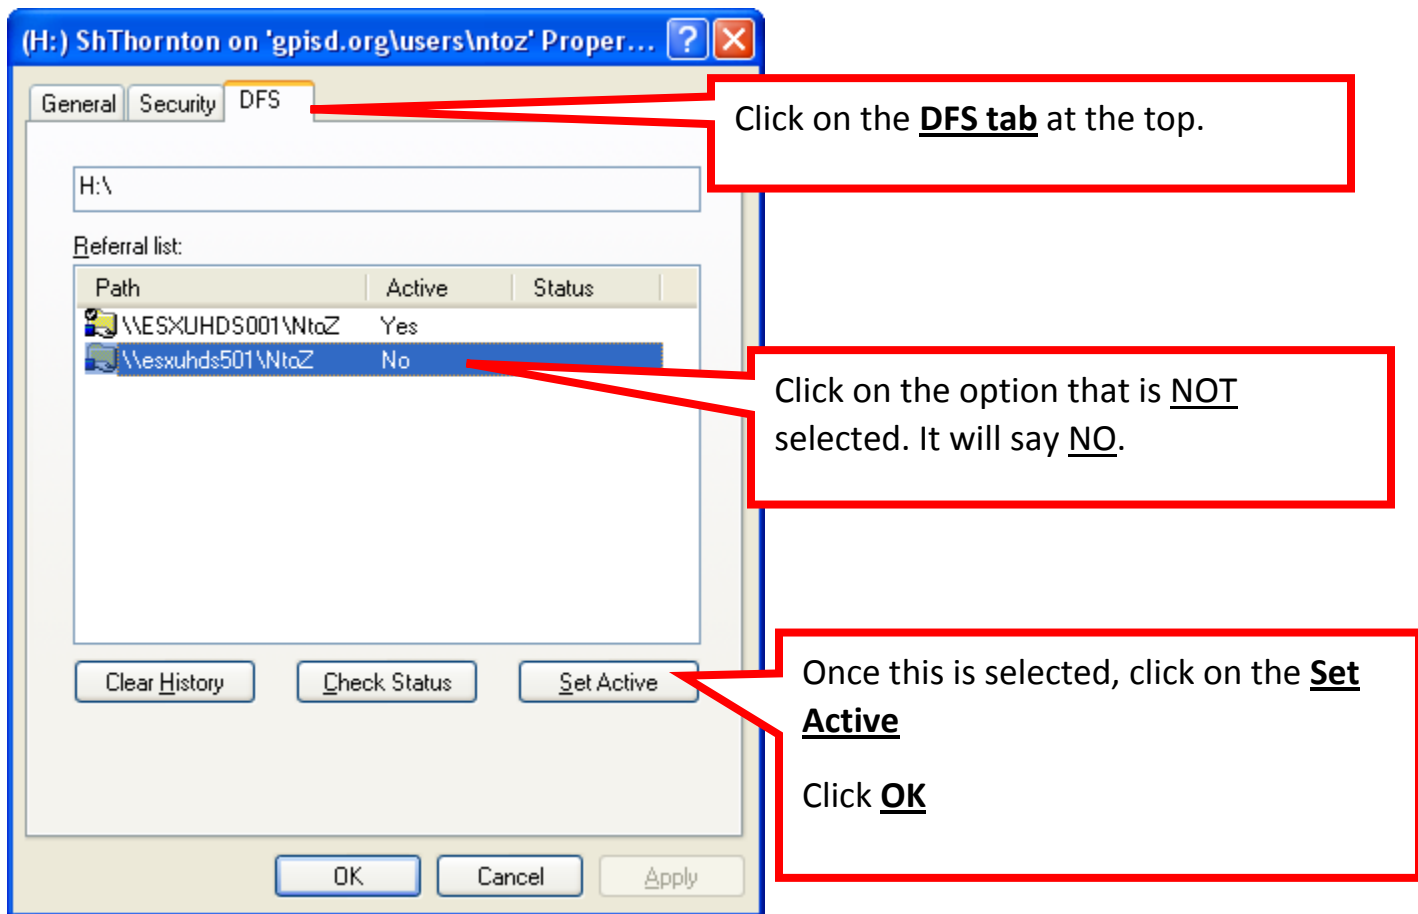 (H:) ShThornton on 'gpisd.org\users\ntoz' Proper...
General Security DFS
Click on the DFS tab at the top.
H:\
Referral list:
Path Active Status
\\ESXUHDS001\NtoZ Yes
\\esxuhds501\NtoZ No
Click on the option that is NOT
selected. It will say NO.
Clear History Check Status Set Active
Once this is selected, click on the Set
Active
Click OK
OK Cancel Apply